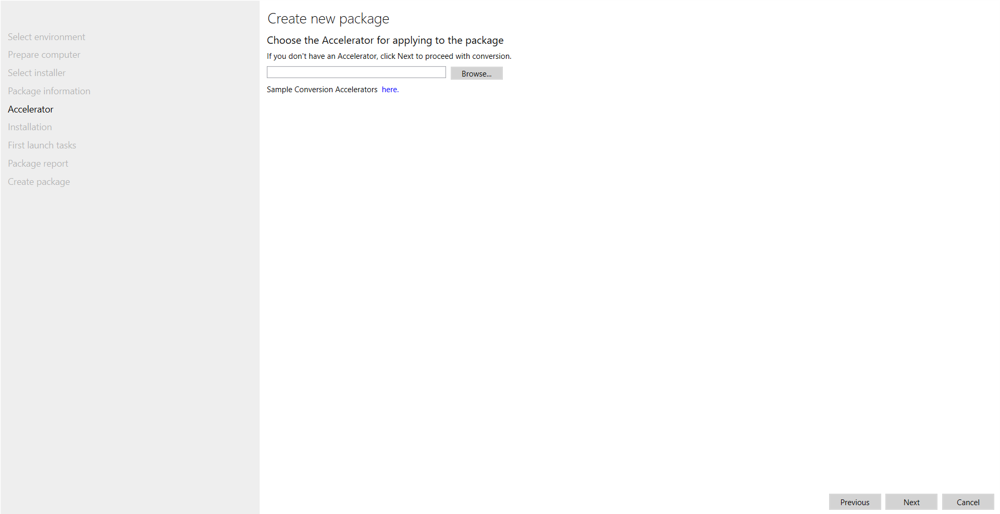 Select environment
Prepare computer
Select installer
Package information
Accelerator
Installation
First launch tasks
Package report
Create package
Create new package
Choose the Accelerator for applying to the package
If you don't have an Accelerator, click Next to proceed with conversion.
Browse...
Sample Conversion Accelerators here.
Previous
Next
Cancel